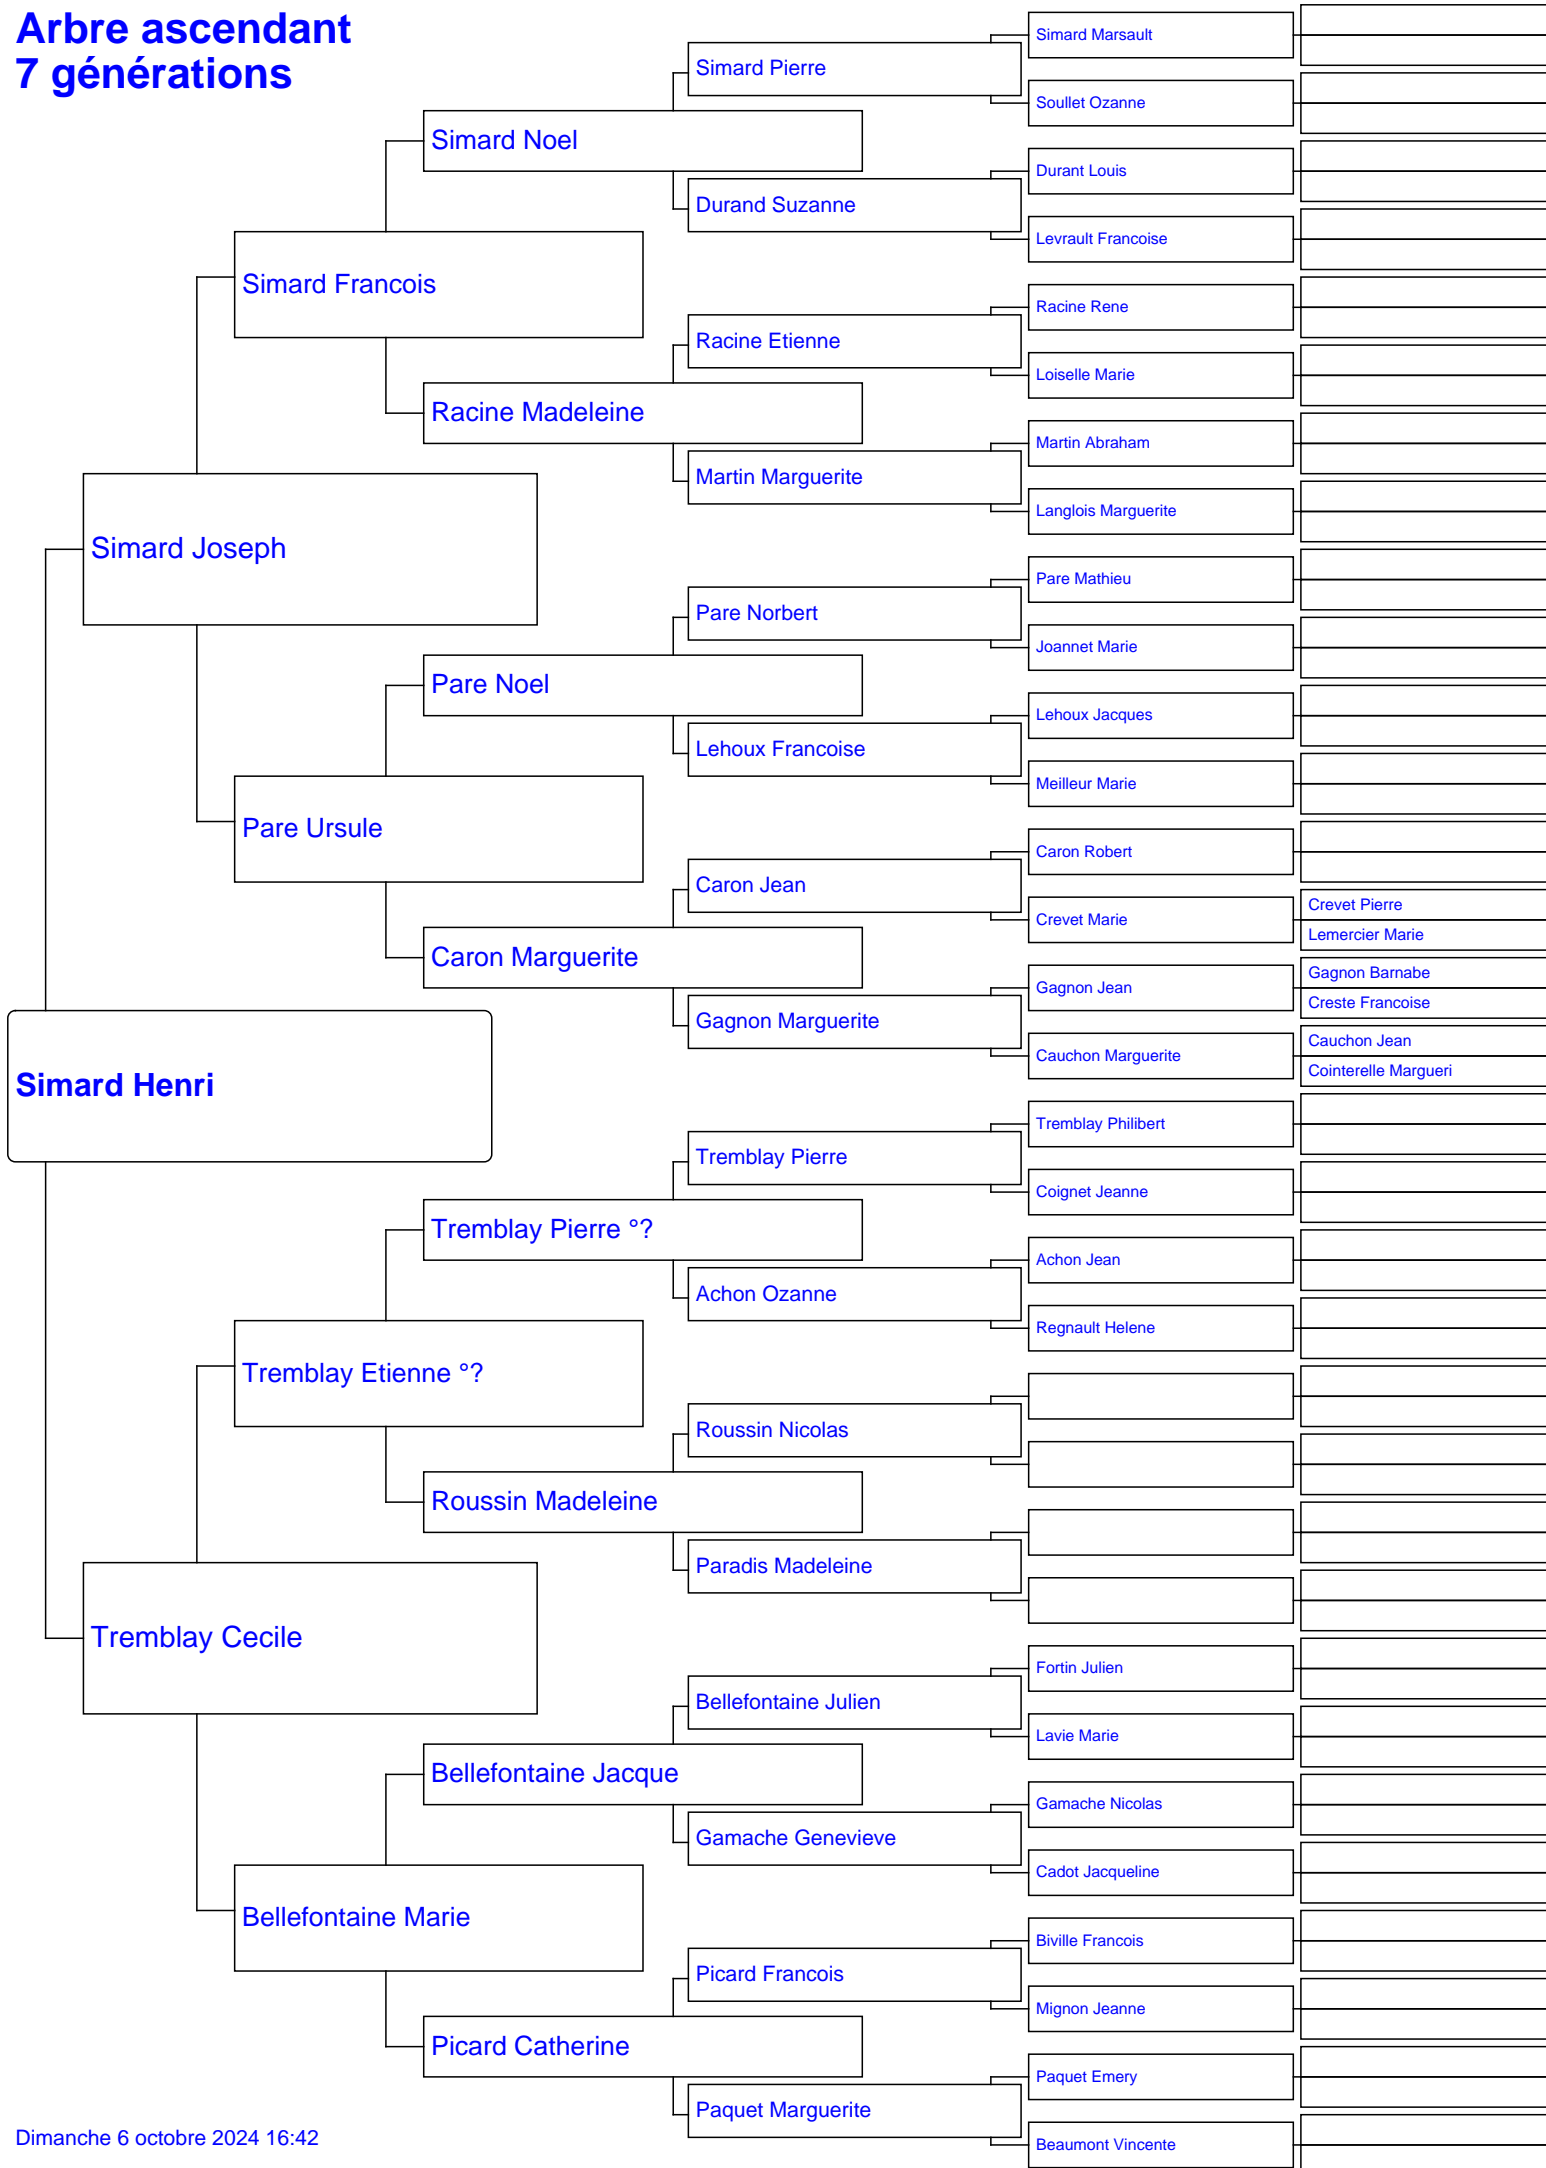 Arbre ascendant
7 générations
Simard Marsault
Simard Pierre
Soullet Ozanne
Simard Noel
Durant Louis
Durand Suzanne
Levrault Francoise
Simard Francois
Racine Rene
Racine Etienne
Loiselle Marie
Racine Madeleine
Martin Abraham
Martin Marguerite
Langlois Marguerite
Simard Joseph
Pare Mathieu
Pare Norbert
Joannet Marie
Pare Noel
Lehoux Jacques
Lehoux Francoise
Meilleur Marie
Pare Ursule
Caron Robert
Caron Jean
Crevet Pierre
Crevet Marie
Lemercier Marie
Caron Marguerite
Gagnon Barnabe
Gagnon Jean
Creste Francoise
Gagnon Marguerite
Cauchon Jean
Cauchon Marguerite
Cointerelle Margueri
Simard Henri
Tremblay Philibert
Tremblay Pierre
Coignet Jeanne
Tremblay Pierre °?
Achon Jean
Achon Ozanne
Regnault Helene
Tremblay Etienne °?
Roussin Nicolas
Roussin Madeleine
Paradis Madeleine
Tremblay Cecile
Fortin Julien
Bellefontaine Julien
Lavie Marie
Bellefontaine Jacque
Gamache Nicolas
Gamache Genevieve
Cadot Jacqueline
Bellefontaine Marie
Biville Francois
Picard Francois
Mignon Jeanne
Picard Catherine
Paquet Emery
Paquet Marguerite
Beaumont Vincente
Dimanche 6 octobre 2024 16:42